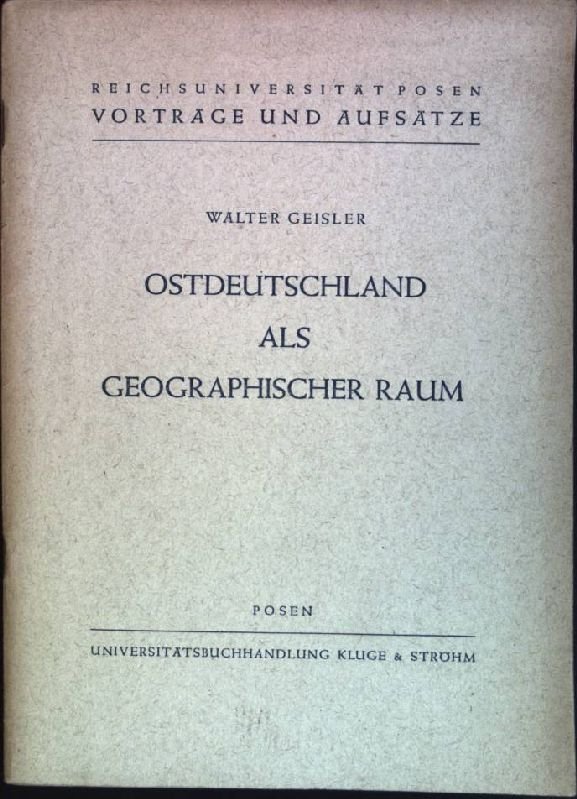 REICHSUNIVERSITÄT POSEN
VORTRÄGE UND AUFSÄTZE
WALTER GEISLER
OSTDEUTSCHLAND
ALS
GEOGRAPHISCHER RAUM
POSEN
UNIVERSITÄTSBUCHHANDLUNG KLUGE & STRÖHM